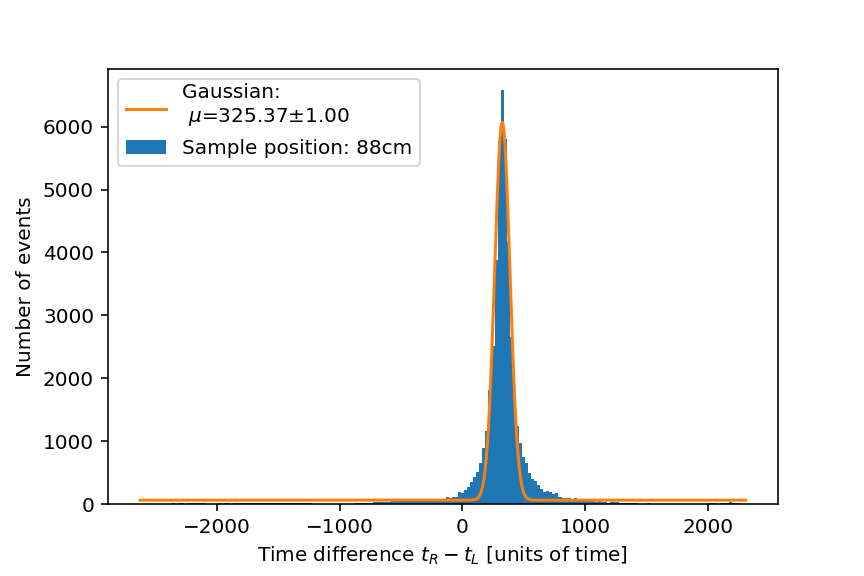 Gaussian:
μ=325.37±1.00
Sample position: 88cm
6000
5000
4000
3000
2000
1000
0
Number of events
−2000
−1000
0
1000
2000
Time difference t_R − t_L [units of time]